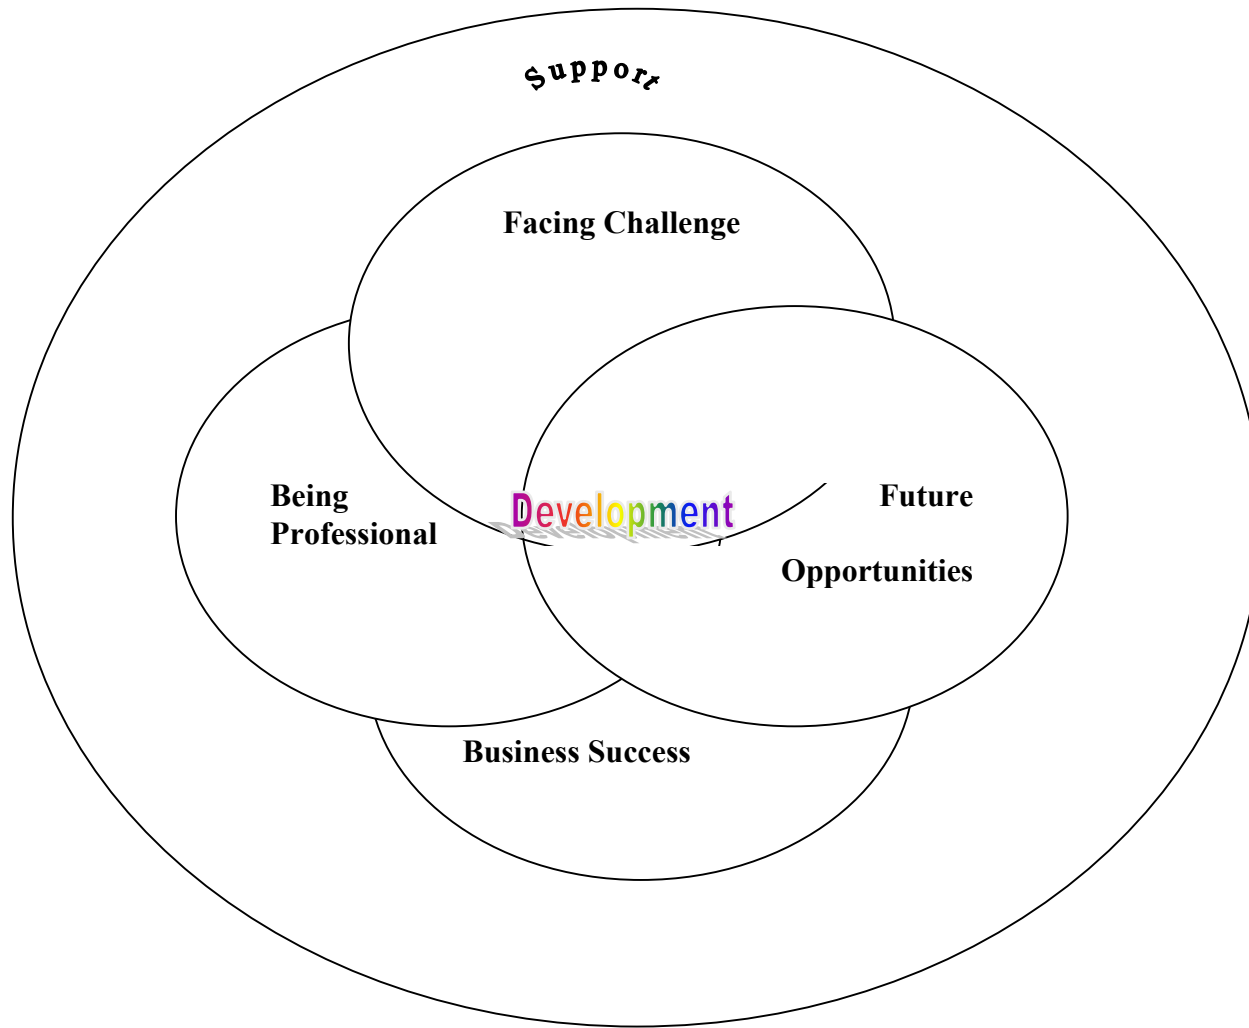 Support
Facing Challenge
Being
Professional
Development
Future
Opportunities
Business Success